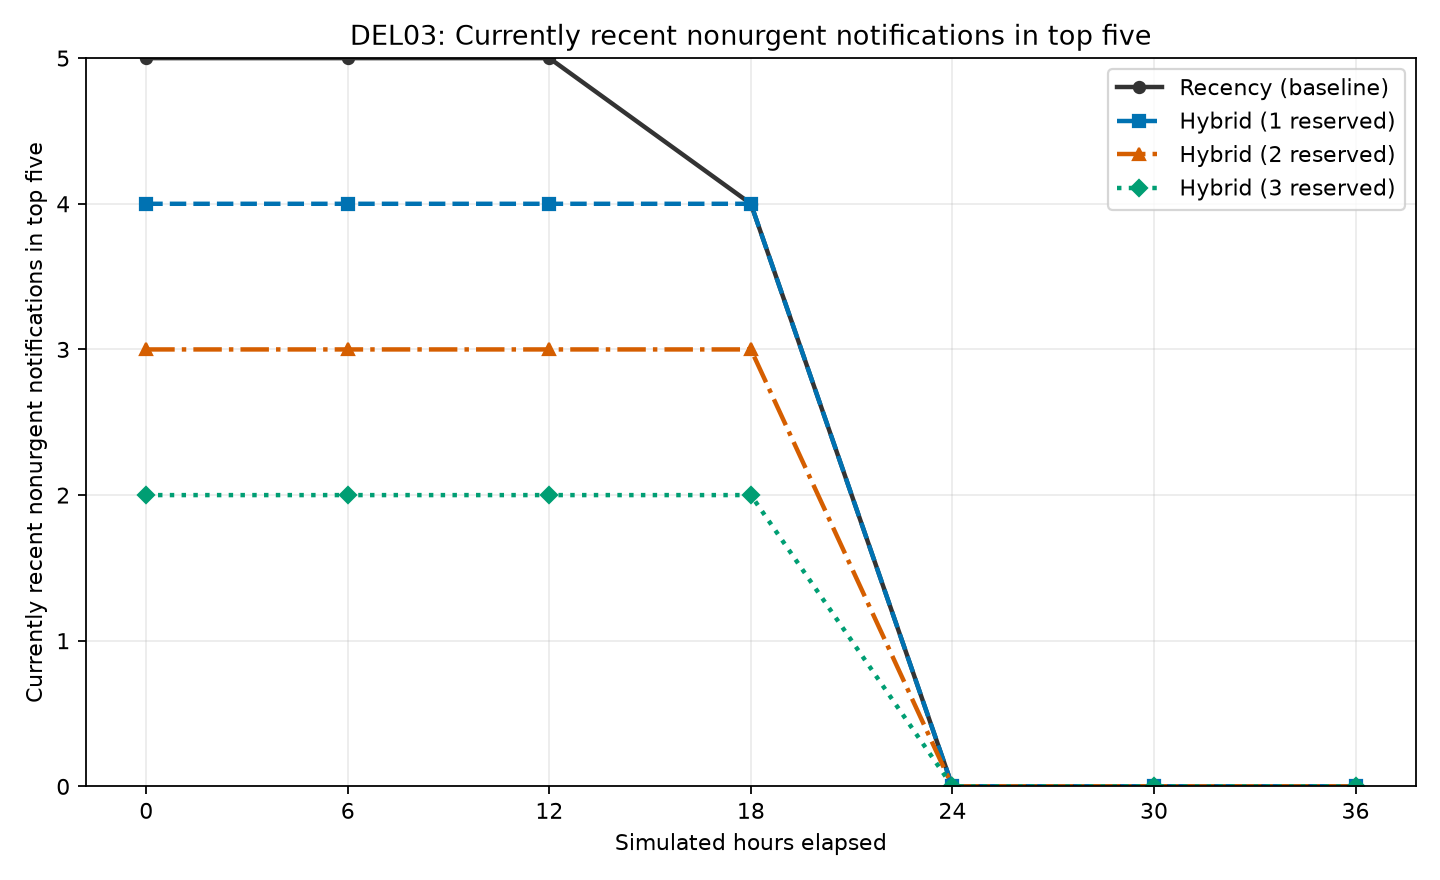 DEL03: Currently recent nonurgent notifications in top five
Currently recent nonurgent notifications in top five
5
4
3
2
1
0
Recency (baseline)
Hybrid (1 reserved)
Hybrid (2 reserved)
Hybrid (3 reserved)
0 6 12 18 24 30 36
Simulated hours elapsed